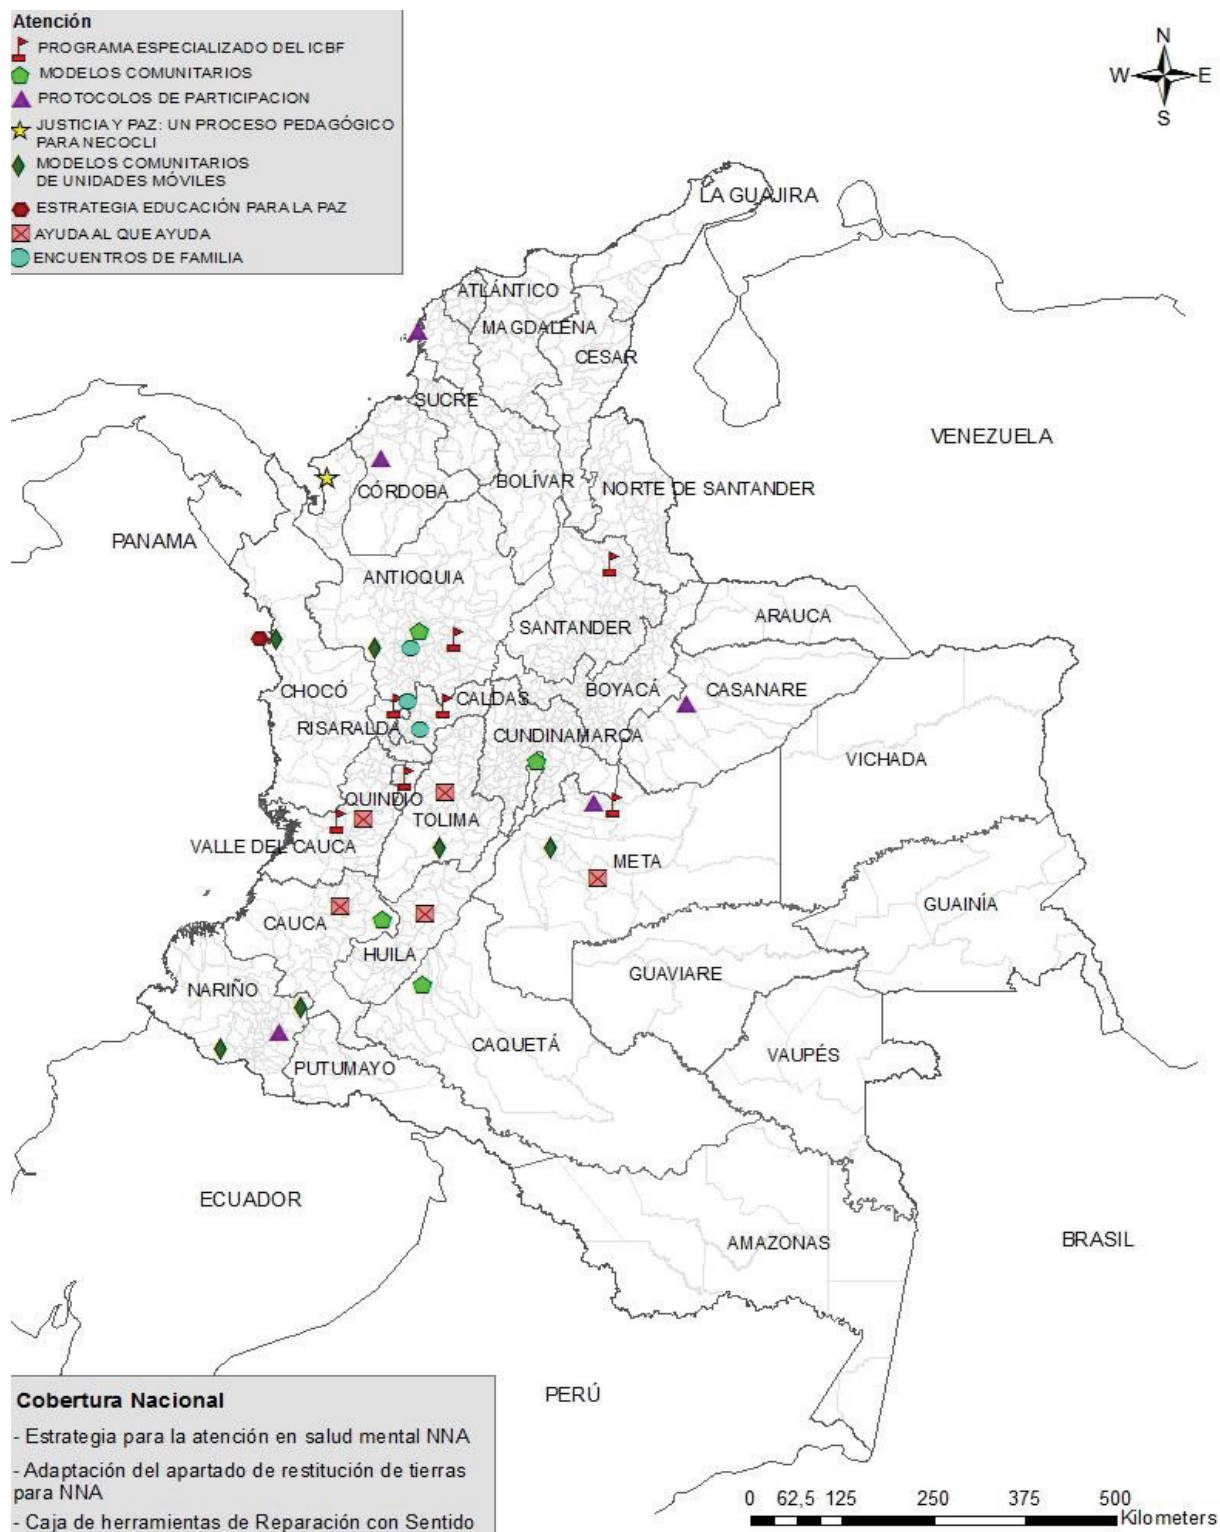 Atención
PROGRAMA ESPECIALIZADO DEL ICBF
MODELOS COMUNITARIOS
PROTOCOLOS DE PARTICIPACION
JUSTICIA Y PAZ: UN PROCESO PEDAGÓGICO
PARA NECOCLI
MODELOS COMUNITARIOS
DE UNIDADES MÓVILES
ESTRATEGIA EDUCACIÓN PARA LA PAZ
AYUDA AL QUE AYUDA
ENCUENTROS DE FAMILIA
N
W E
S
LA GUAJIRA
ATLÁNTICO
MAGDALENA
CESAR
SUCRE
VENEZUELA
BOLÍVAR
NORTE DE SANTANDER
CÓRDOBA
PANAMA
ANTIOQUIA
ARAUCA
SANTANDER
CHOCÓ
BOYACÁ
CASANARE
CALDAS
RISARALDA
CUNDINAMARCA
VICHADA
QUINDIO
TOLIMA
VALLE DEL CAUCA
META
GUAINÍA
CAUCA
HUILA
GUAVIARE
NARIÑO
CAQUETÁ
VAUPÉS
PUTUMAYO
ECUADOR
AMAZONAS
BRASIL
PERÚ
Cobertura Nacional
- Estrategia para la atención en salud mental NNA
- Adaptación del apartado de restitución de tierras
para NNA
- Caja de herramientas de Reparación con Sentido
0 62,5 125 250 375 500
Kilometers